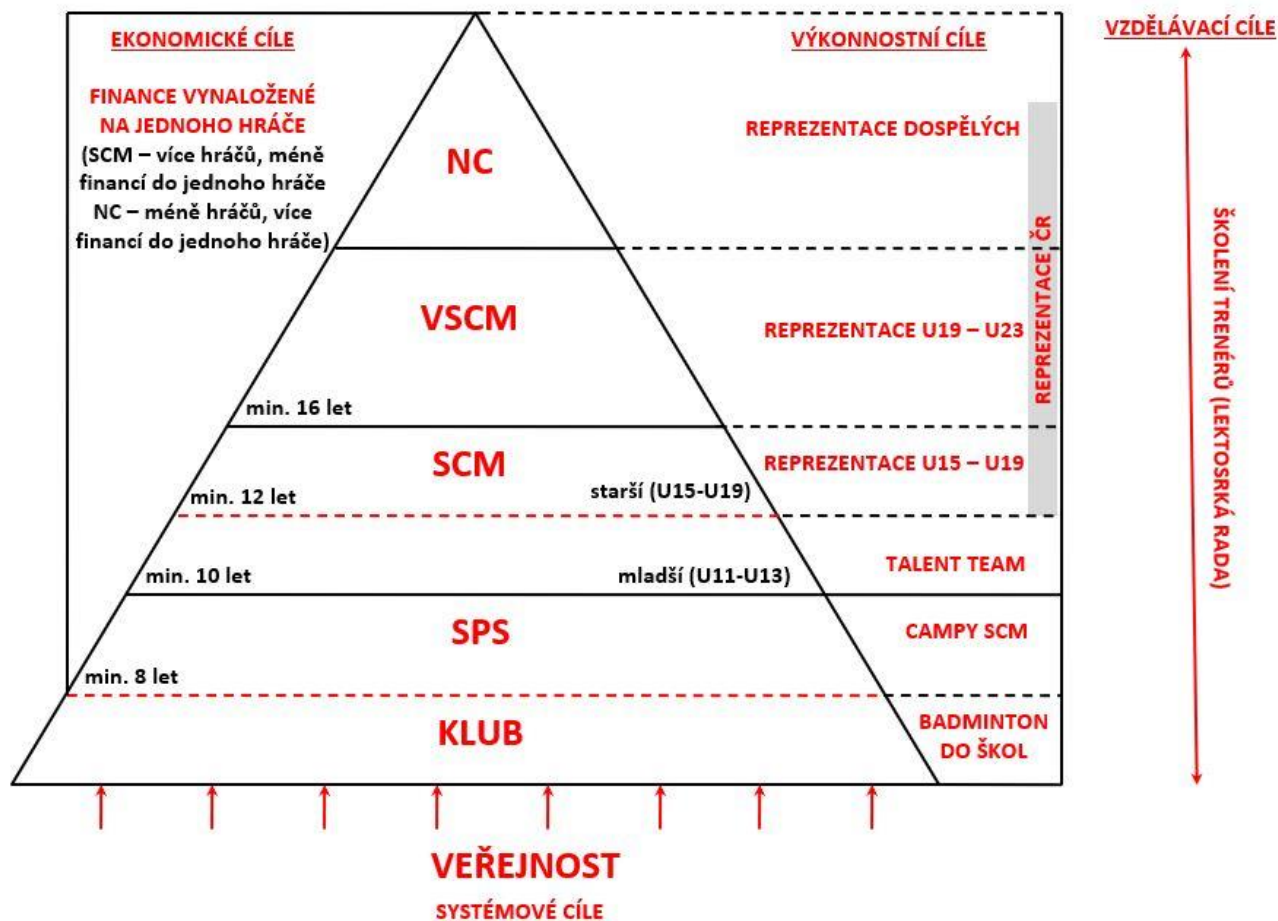 EKONOMICKÉ CÍLE
FINANCE VYNALOŽENÉ
NA JEDNOHO HRÁČE
(SCM – více hráčů, méně
financí do jednoho hráče
NC – méně hráčů, více
financí do jednoho hráče)
VÝKONNOSTNÍ CÍLE
VZDĚLÁVACÍ CÍLE
NC
REPREZENTACE DOSPĚLÝCH
VSCM
REPREZENTACE U19 – U23
REPREZENTACE ČR
ŠKOLENÍ TRENÉRŮ (LEKTOSRKÁ RADA)
min. 16 let
SCM
REPREZENTACE U15 – U19
min. 12 let
starší (U15-U19)
TALENT TEAM
min. 10 let
mladší (U11-U13)
SPS
CAMPY SCM
min. 8 let
KLUB
BADMINTON
DO ŠKOL
VEŘEJNOST
SYSTÉMOVÉ CÍLE